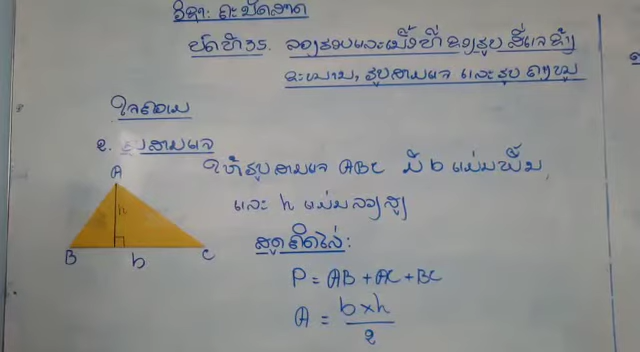 ວິຊາ: ຄະນິດສາດ
ບົດທີ 35. ລວງຮອບແລະເນື້ອທີ່ຂອງຮູບ ສີ່ແຈຂ້າງ
ຂະໜານ, ຮູບສາມແຈ ແລະ ຮູບຄາງໝູ
ໃຈຄວາມ
2. ຮູບສາມແຈ
ໃຫ້ຮູບສາມແຈ ABC ມີ b ແມ່ນພື້ນ,
ແລະ h ແມ່ນລວງສູງ
A
h
B b C
ສູດຄິດໄລ່:
P = AB + AC + BC
A = b×h / 2